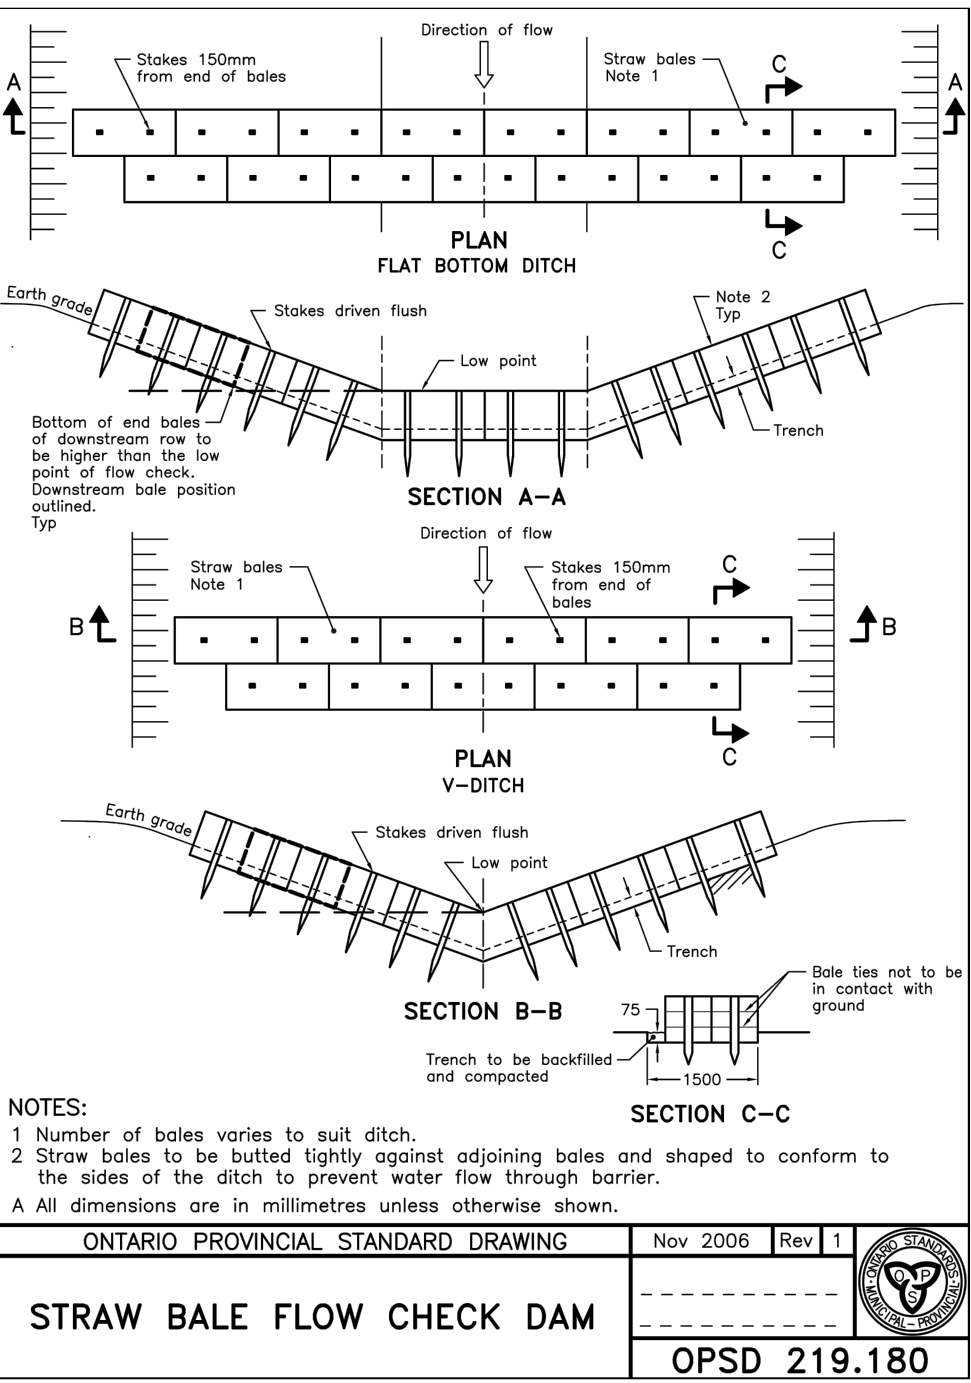 Direction of flow
Stakes 150mm
from end of bales
Straw bales
Note 1
C
A
A
C
PLAN
FLAT BOTTOM DITCH
Earth grade
Stakes driven flush
Note 2
Typ
Low point
Bottom of end bales
of downstream row to
be higher than the low
point of flow check.
Downstream bale position
outlined.
Typ
Trench
SECTION A-A
Direction of flow
Straw bales
Note 1
Stakes 150mm
from end of
bales
C
B
B
C
PLAN
V-DITCH
Earth grade
Stakes driven flush
Low point
Trench
SECTION B-B
Bale ties not to be
in contact with
ground
75
Trench to be backfilled
and compacted
1500
SECTION C-C
NOTES:
1 Number of bales varies to suit ditch.
2 Straw bales to be butted tightly against adjoining bales and shaped to conform to
the sides of the ditch to prevent water flow through barrier.
A All dimensions are in millimetres unless otherwise shown.
ONTARIO PROVINCIAL STANDARD DRAWING
Nov 2006
Rev
1
STRAW BALE FLOW CHECK DAM
ONTARIO STANDARDS
MUNICIPAL-PROVINCIAL
O P
S
OPSD 219.180